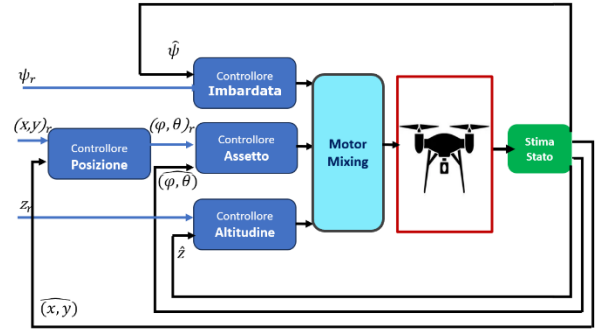 ψ̂
Controllore
Imbardata
ψr
(x,y)r
Controllore
Posizione
(φ,θ)r
Controllore
Assetto
(φ,θ)^
zr
Controllore
Altitudine
ẑ
(x,y)^
Motor
Mixing
Stima
Stato